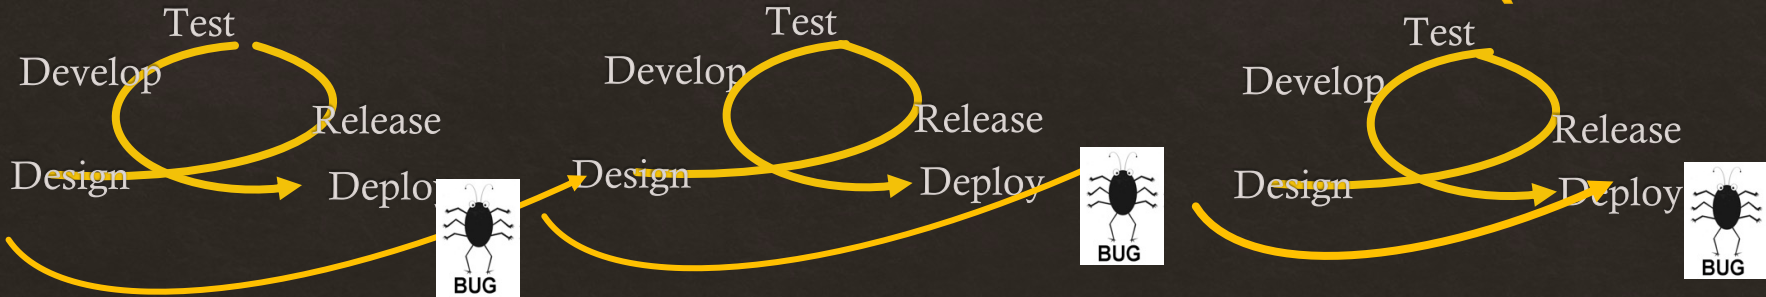 Test
Develop
Release
Design
Deploy
BUG
Test
Develop
Release
Design
Deploy
BUG
Test
Develop
Release
Design
Deploy
BUG